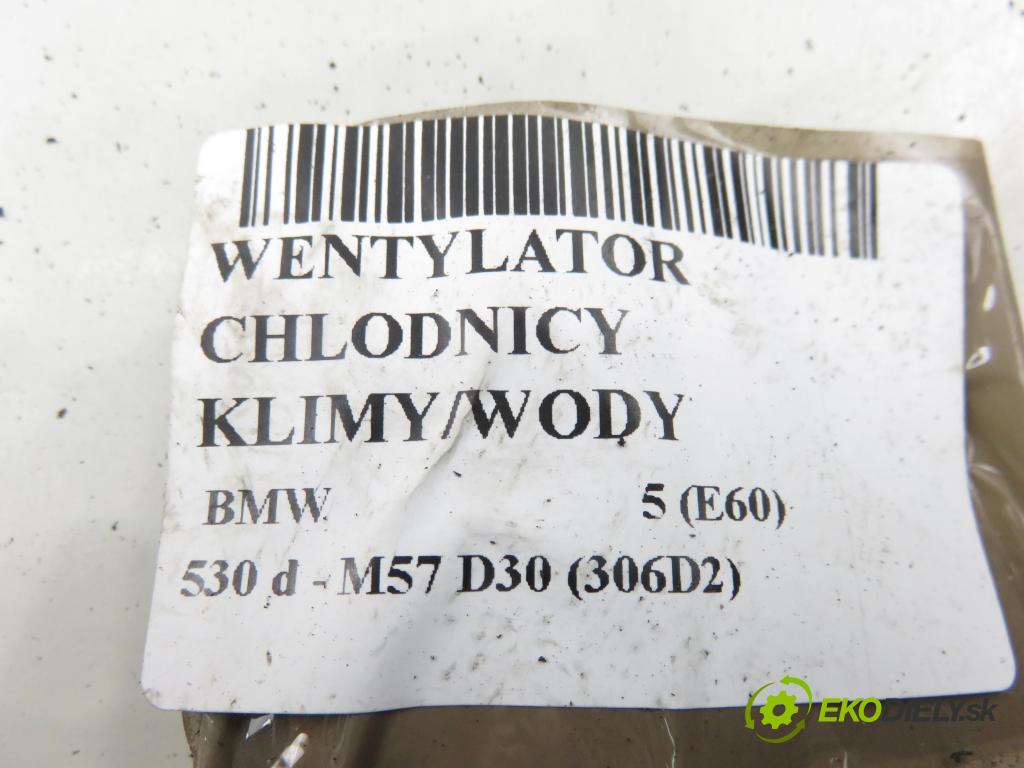 WENTYLATOR
CHLODNICY
KLIMY/WODY
BMW 5 (E60)
530 d - M57 D30 (306D2)
EKODIELY.sk